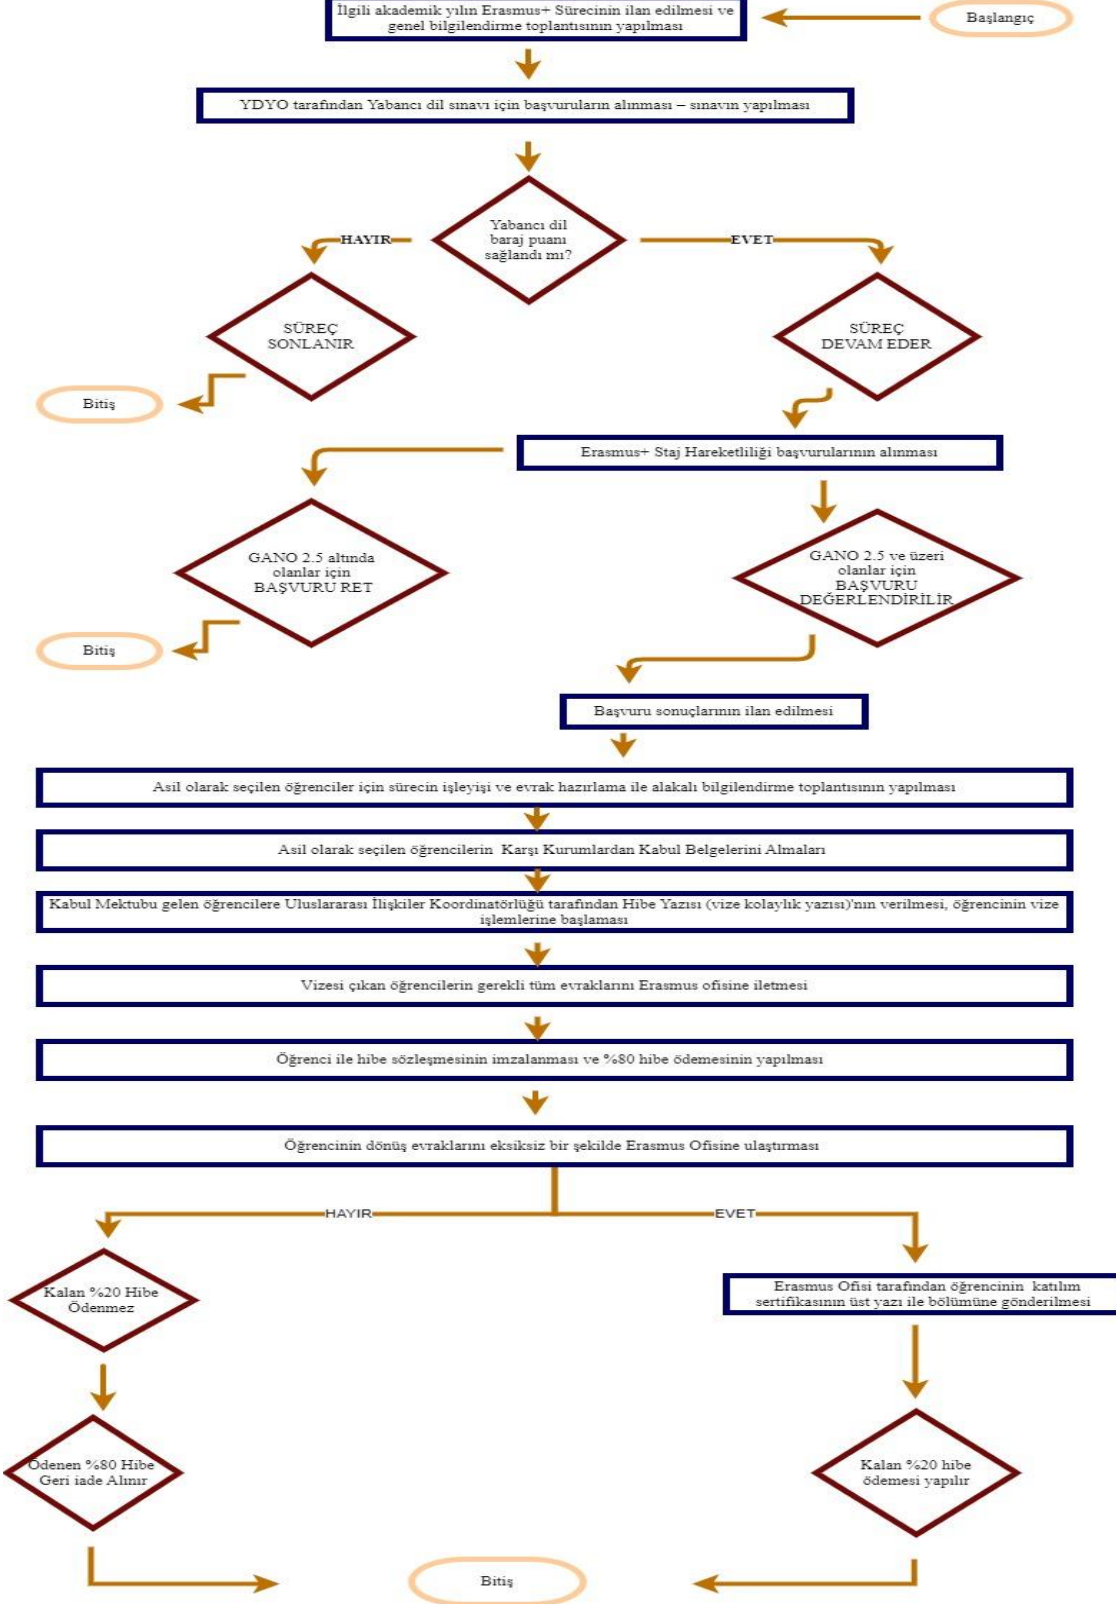 İlgili akademik yılın Erasmus+ Sürecinin ilan edilmesi ve
genel bilgilendirme toplantısının yapılması
Başlangıç
YDYO tarafından Yabancı dil sınavı için başvuruların alınması – sınavın yapılması
Yabancı dil
baraj puanı
sağlandı mı?
HAYIR
EVET
SÜREÇ
SONLANIR
SÜREÇ
DEVAM EDER
Bitiş
Erasmus+ Staj Hareketliliği başvurularının alınması
GANO 2.5 altında
olanlar için
BAŞVURU RET
GANO 2.5 ve üzeri
olanlar için
BAŞVURU
DEĞERLENDİRİLİR
Bitiş
Başvuru sonuçlarının ilan edilmesi
Asil olarak seçilen öğrenciler için sürecin işleyişi ve evrak hazırlama ile alakalı bilgilendirme toplantısının yapılması
Asil olarak seçilen öğrencilerin Karşı Kurumlardan Kabul Belgelerini Almaları
Kabul Mektubu gelen öğrencilere Uluslararası İlişkiler Koordinatörlüğü tarafından Hibe Yazısı (vize kolaylık yazısı)'nın verilmesi, öğrencinin vize
işlemlerine başlaması
Vizesi çıkan öğrencilerin gerekli tüm evraklarını Erasmus ofisine iletmesi
Öğrenci ile hibe sözleşmesinin imzalanması ve %80 hibe ödemesinin yapılması
Öğrencinin dönüş evraklarını eksiksiz bir şekilde Erasmus Ofisine ulaştırması
HAYIR
EVET
Kalan %20 Hibe
Ödenmez
Erasmus Ofisi tarafından öğrencinin katılım
sertifikasının üst yazı ile bölümüne gönderilmesi
Ödenen %80 Hibe
Geri iade Alınır
Kalan %20 hibe
ödemesi yapılır
Bitiş